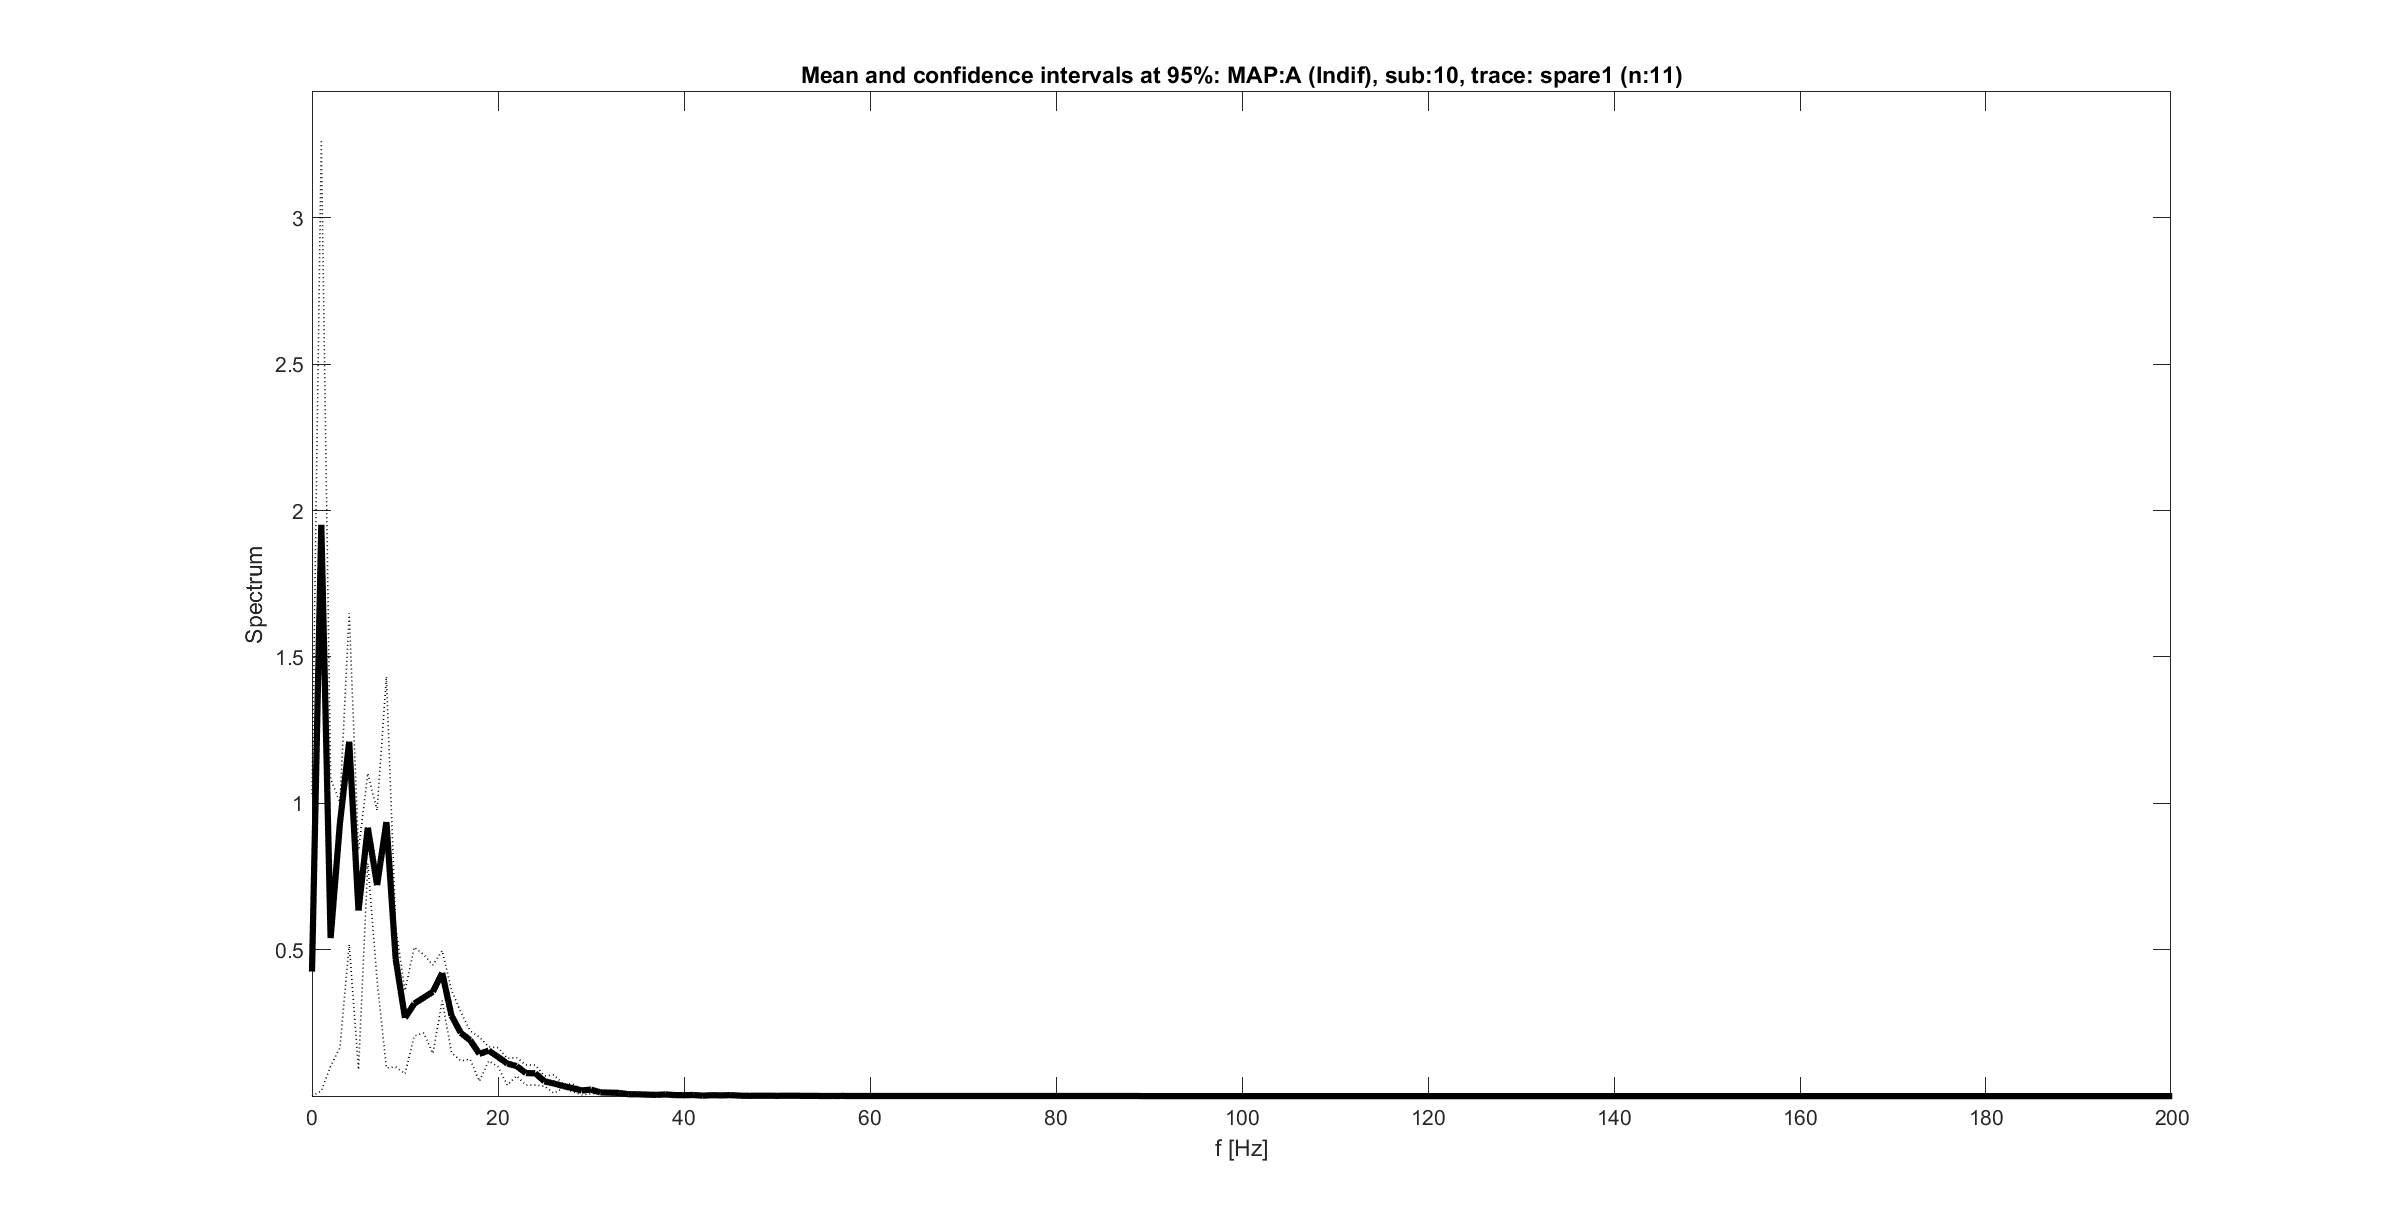 Mean and confidence intervals at 95%: MAP:A (Indif), sub:10, trace: spare1 (n:11)
3
2.5
2
1.5
1
0.5
Spectrum
0 20 40 60 80 100 120 140 160 180 200
f [Hz]